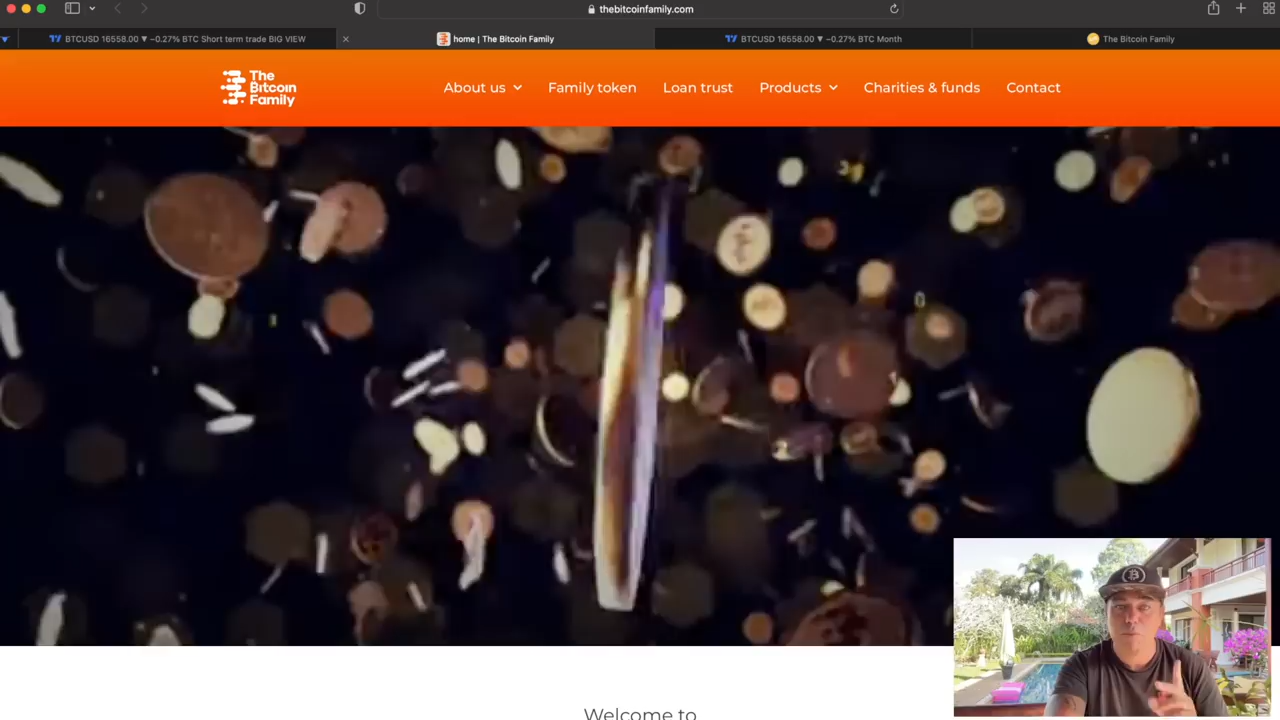 thebitcoinfamily.com
BTCUSD 16558.00 ▼ −0.27% BTC Short term trade BIG VIEW
home | The Bitcoin Family
BTCUSD 16558.00 ▼ −0.27% BTC Month
The Bitcoin Family
The
Bitcoin
Family
About us
Family token
Loan trust
Products
Charities & funds
Contact
Welcome to